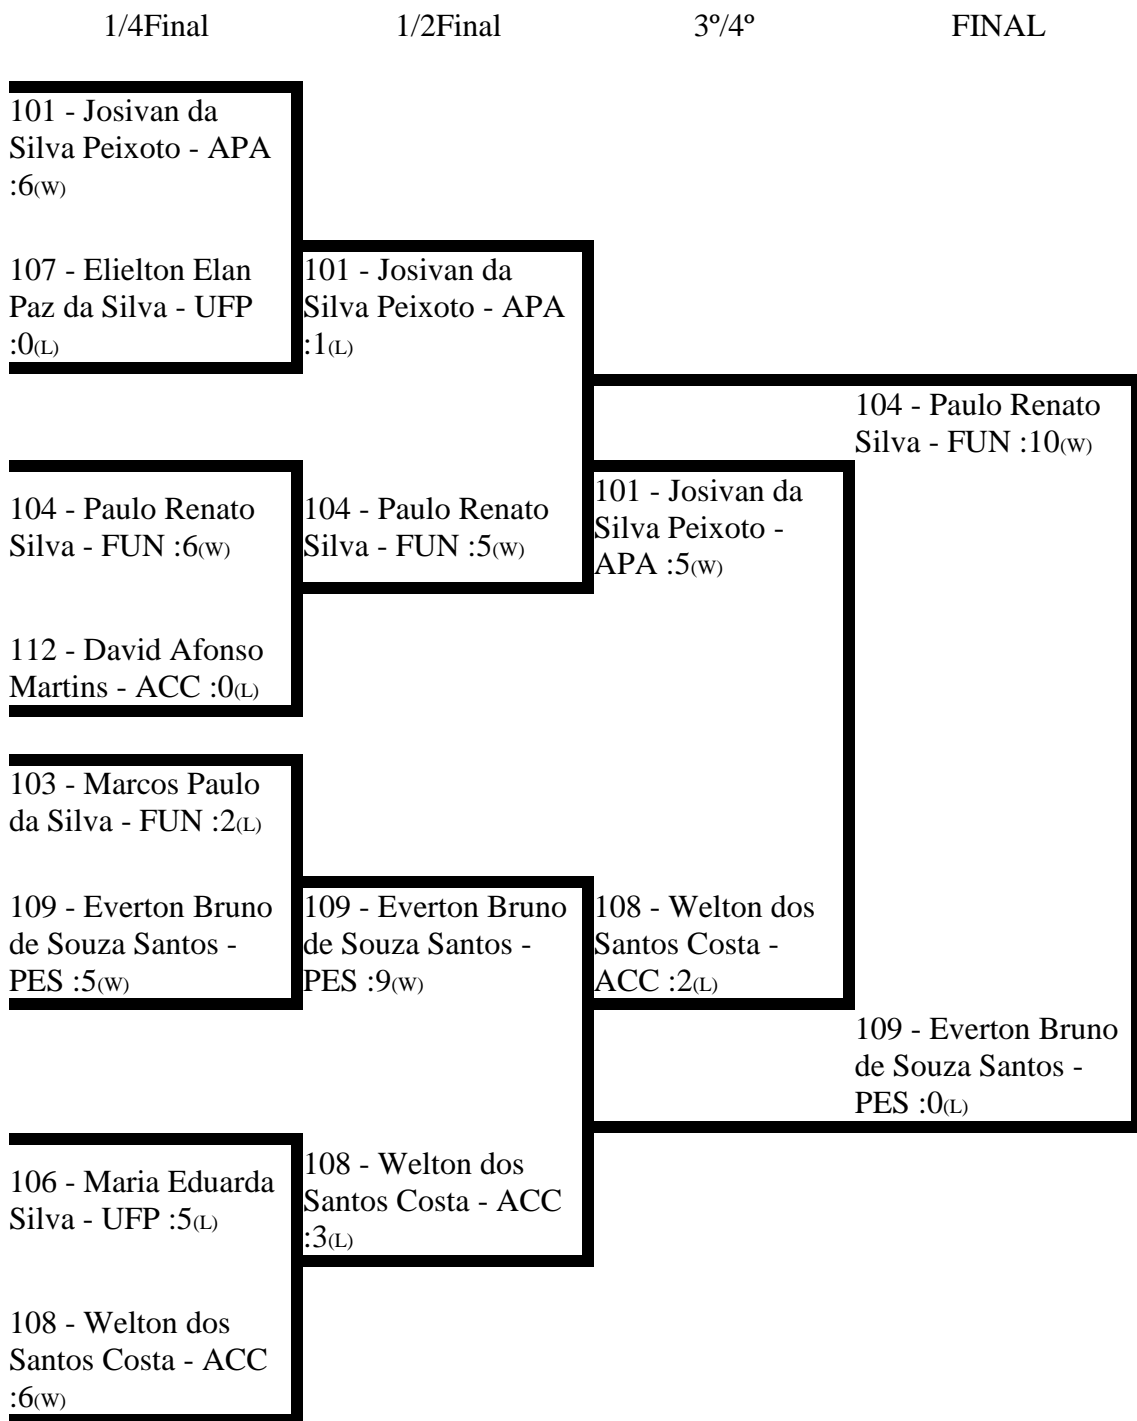 1/4Final 1/2Final 3º/4º FINAL
101 - Josivan da
Silva Peixoto - APA
:6(W)
107 - Elielton Elan
Paz da Silva - UFP
:0(L)
104 - Paulo Renato
Silva - FUN :6(W)
112 - David Afonso
Martins - ACC :0(L)
103 - Marcos Paulo
da Silva - FUN :2(L)
109 - Everton Bruno
de Souza Santos -
PES :5(W)
106 - Maria Eduarda
Silva - UFP :5(L)
108 - Welton dos
Santos Costa - ACC
:6(W)
101 - Josivan da
Silva Peixoto - APA
:1(L)
104 - Paulo Renato
Silva - FUN :5(W)
109 - Everton Bruno
de Souza Santos -
PES :9(W)
108 - Welton dos
Santos Costa - ACC
:3(L)
101 - Josivan da
Silva Peixoto -
APA :5(W)
108 - Welton dos
Santos Costa -
ACC :2(L)
104 - Paulo Renato
Silva - FUN :10(W)
109 - Everton Bruno
de Souza Santos -
PES :0(L)